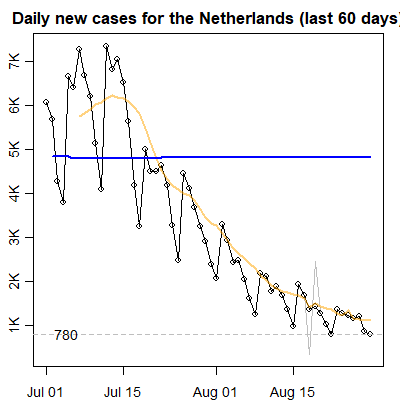 Daily new cases for the Netherlands (last 60 days)
7K
6K
5K
4K
3K
2K
1K
780
Jul 01 Jul 15 Aug 01 Aug 15